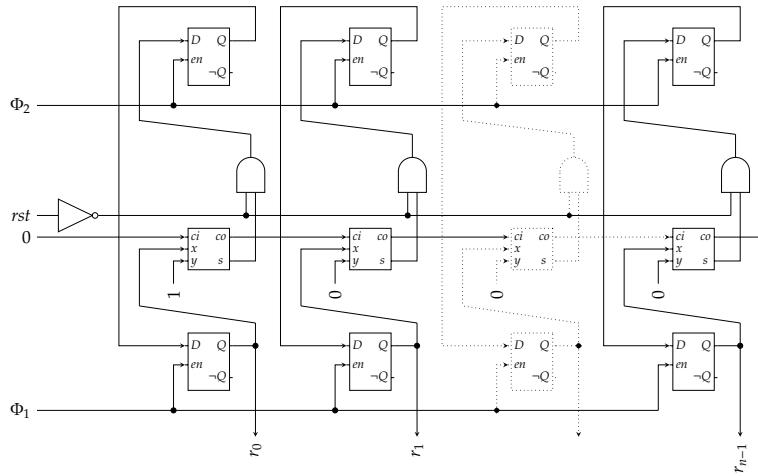 D Q D Q D Q D Q
en en en en
¬Q ¬Q ¬Q ¬Q
Φ2
rst
0 ci co ci co ci co ci co
x x x x
y s y s y s y s
1 0 0 0
D Q D Q D Q D Q
en en en en
¬Q ¬Q ¬Q ¬Q
Φ1
r0 r1 rn−1